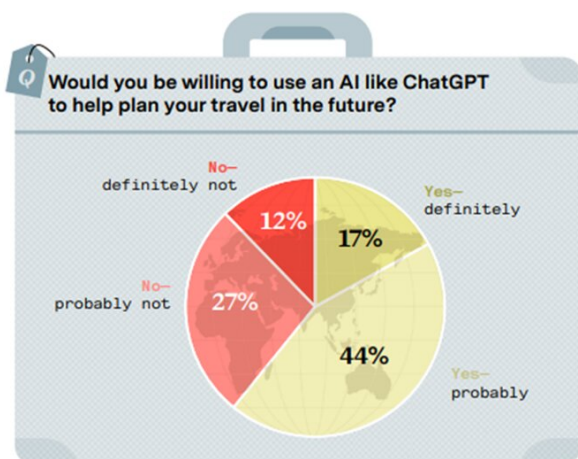 Q
Would you be willing to use an AI like ChatGPT
to help plan your travel in the future?
No—
definitely not
12%
Yes—
definitely
17%
No—
probably not
27%
44%
Yes—
probably